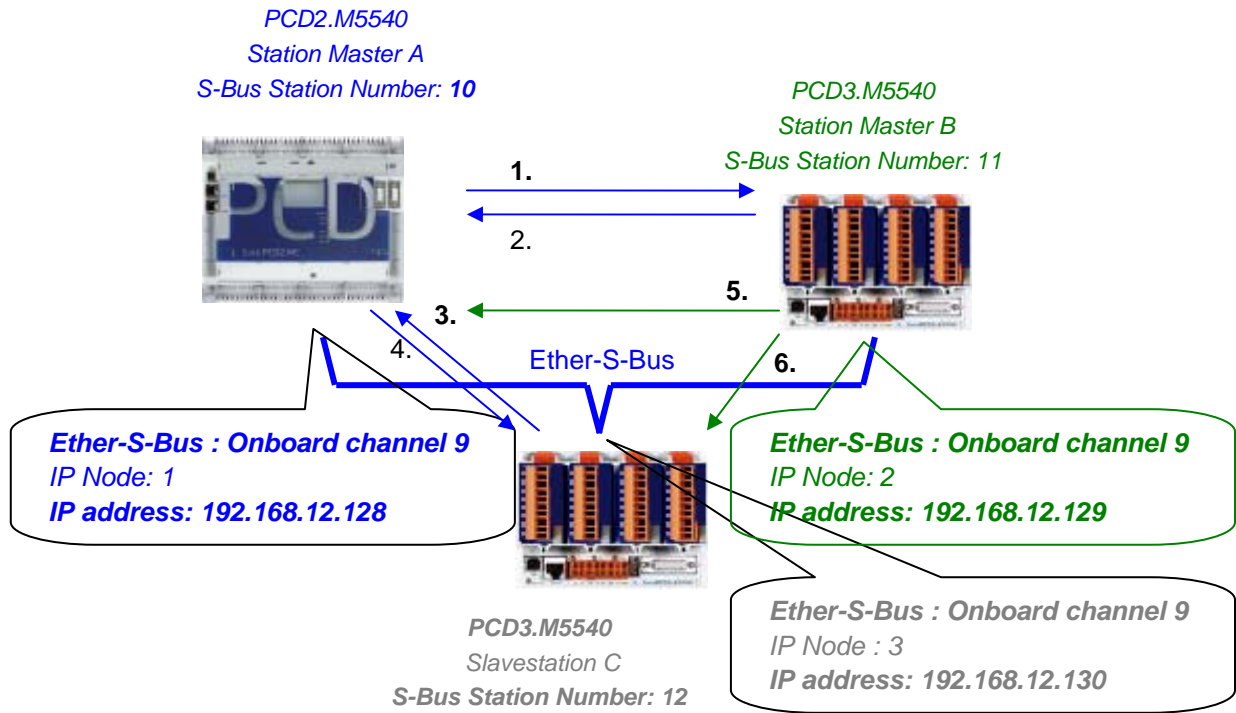 PCD2.M5540
Station Master A
S-Bus Station Number: 10
PCD3.M5540
Station Master B
S-Bus Station Number: 11
PCD
1.
2.
3.
4.
5.
6.
Ether-S-Bus
Ether-S-Bus : Onboard channel 9
IP Node: 1
IP address: 192.168.12.128
Ether-S-Bus : Onboard channel 9
IP Node: 2
IP address: 192.168.12.129
Ether-S-Bus : Onboard channel 9
IP Node : 3
IP address: 192.168.12.130
PCD3.M5540
Slavestation C
S-Bus Station Number: 12